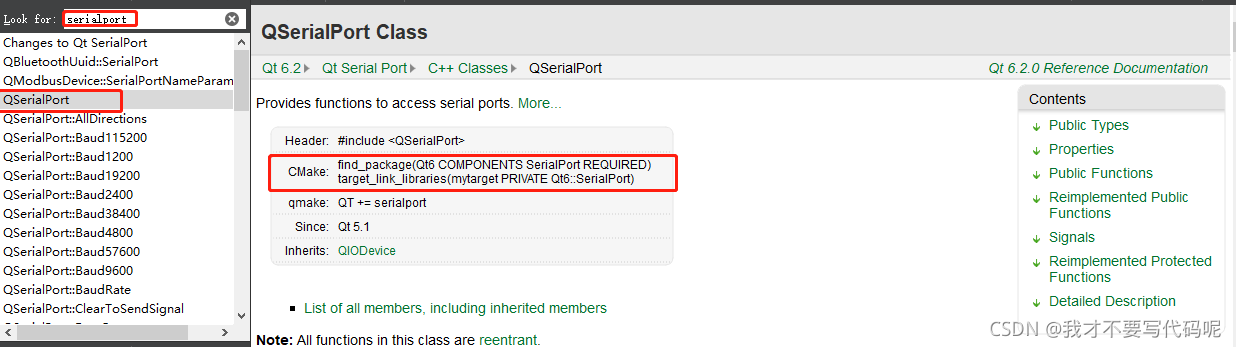 Look for: serialport
Changes to Qt SerialPort
QBluetoothUuid::SerialPort
QModbusDevice::SerialPortNameParam
QSerialPort
QSerialPort::AllDirections
QSerialPort::Baud115200
QSerialPort::Baud1200
QSerialPort::Baud19200
QSerialPort::Baud2400
QSerialPort::Baud38400
QSerialPort::Baud4800
QSerialPort::Baud57600
QSerialPort::Baud9600
QSerialPort::BaudRate
QSerialPort::ClearToSendSignal
QSerialPort Class
Qt 6.2 Qt Serial Port C++ Classes QSerialPort
Qt 6.2.0 Reference Documentation
Provides functions to access serial ports. More...
Header: #include <QSerialPort>
CMake: find_package(Qt6 COMPONENTS SerialPort REQUIRED)
target_link_libraries(mytarget PRIVATE Qt6::SerialPort)
qmake: QT += serialport
Since: Qt 5.1
Inherits: QIODevice
List of all members, including inherited members
Note: All functions in this class are reentrant.
Contents
Public Types
Properties
Public Functions
Reimplemented Public
Functions
Signals
Reimplemented Protected
Functions
Detailed Description
CSDN @我才不要写代码呢